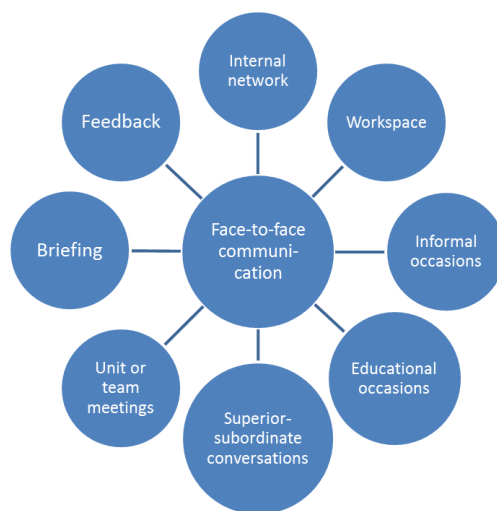 Internal
network
Feedback
Workspace
Face-to-face
communi-
cation
Briefing
Informal
occasions
Unit or
team
meetings
Educational
occasions
Superior-
subordinate
conversations